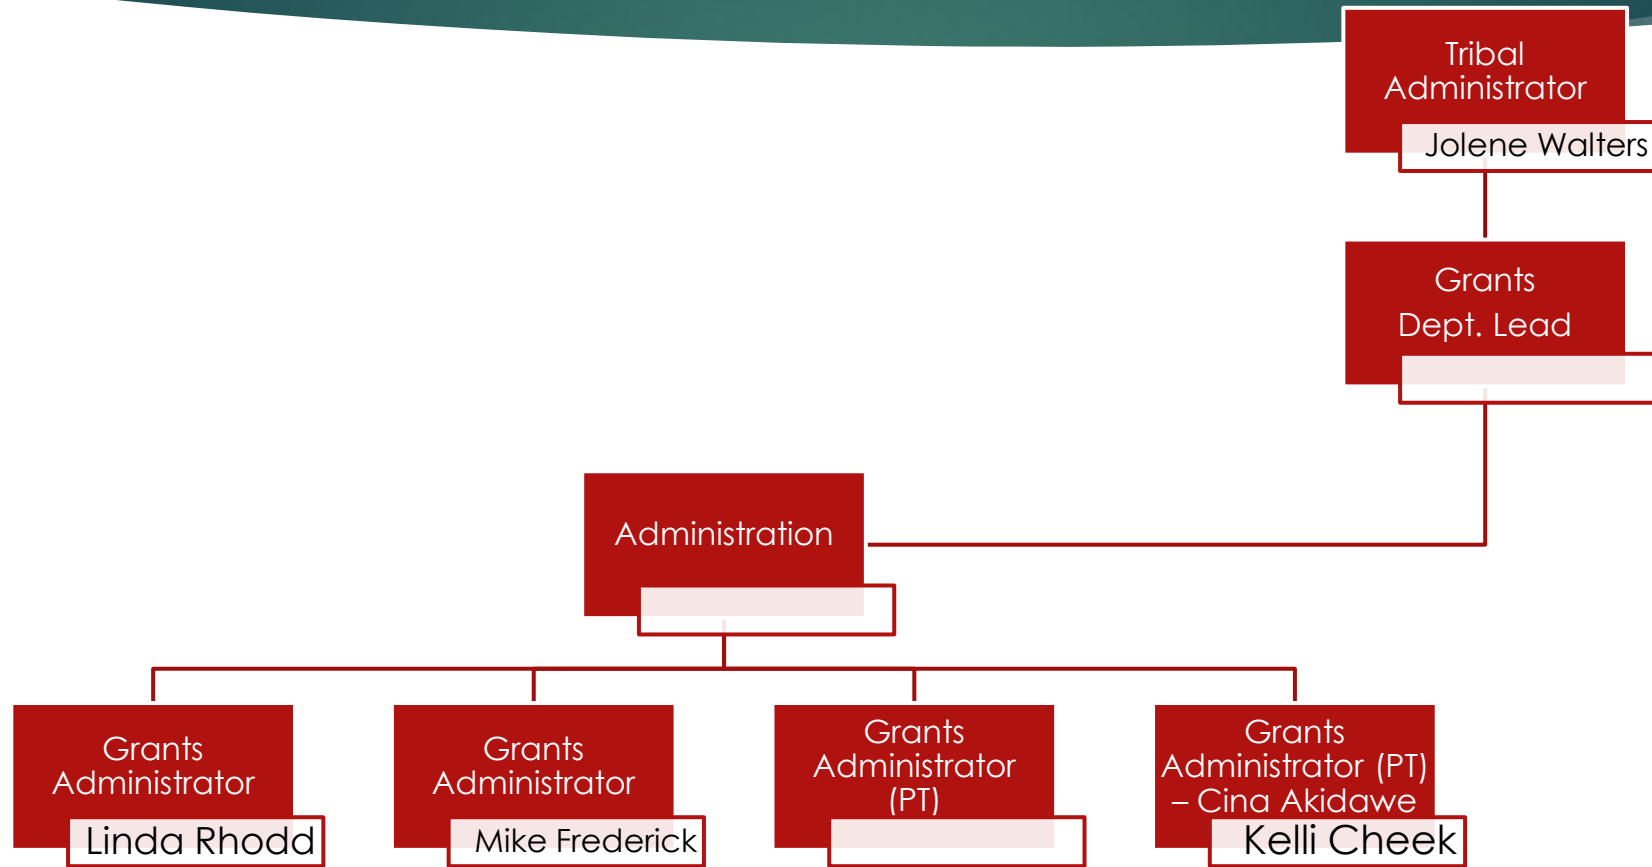 Tribal
Administrator
Jolene Walters
Grants
Dept. Lead
Administration
Grants
Administrator
Linda Rhodd
Grants
Administrator
Mike Frederick
Grants
Administrator
(PT)
Grants
Administrator (PT)
– Cina Akidawe
Kelli Cheek